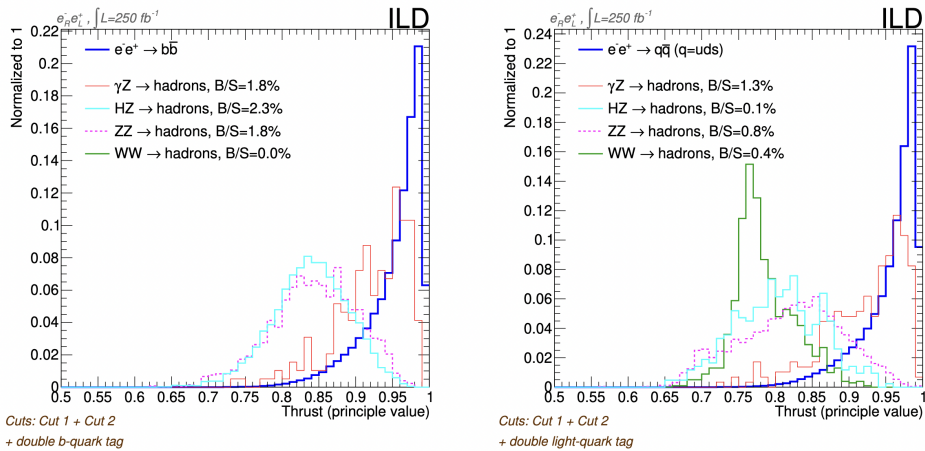 e⁻_R e⁺_L , ∫L=250 fb⁻¹
ILD
Normalized to 1
0.22
0.2
0.18
0.16
0.14
0.12
0.1
0.08
0.06
0.04
0.02
0
e⁻e⁺ → bb̅
γZ → hadrons, B/S=1.8%
HZ → hadrons, B/S=2.3%
ZZ → hadrons, B/S=1.8%
WW → hadrons, B/S=0.0%
0.5 0.55 0.6 0.65 0.7 0.75 0.8 0.85 0.9 0.95 1
Thrust (principle value)
Cuts: Cut 1 + Cut 2
+ double b-quark tag
e⁻_R e⁺_L , ∫L=250 fb⁻¹
ILD
Normalized to 1
0.24
0.22
0.2
0.18
0.16
0.14
0.12
0.1
0.08
0.06
0.04
0.02
0
e⁻e⁺ → qq̅ (q=uds)
γZ → hadrons, B/S=1.3%
HZ → hadrons, B/S=0.1%
ZZ → hadrons, B/S=0.8%
WW → hadrons, B/S=0.4%
0.5 0.55 0.6 0.65 0.7 0.75 0.8 0.85 0.9 0.95 1
Thrust (principle value)
Cuts: Cut 1 + Cut 2
+ double light-quark tag